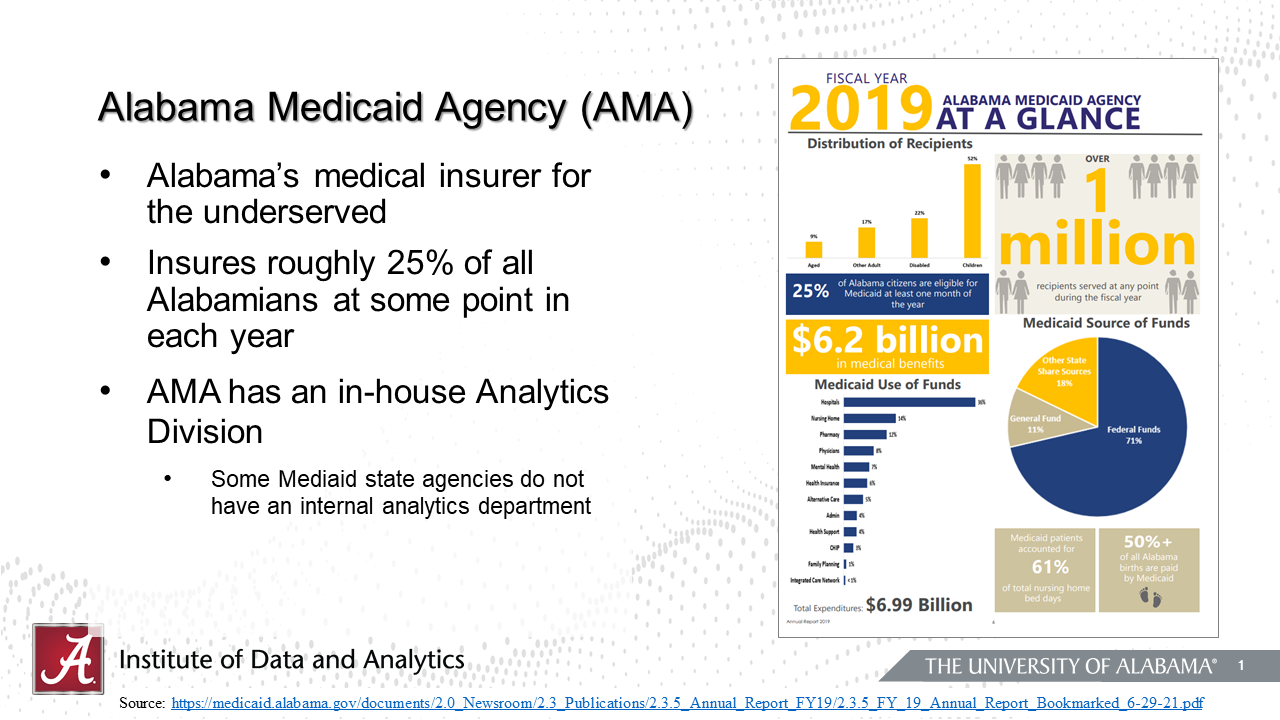 Alabama Medicaid Agency (AMA)
• Alabama’s medical insurer for
the underserved
• Insures roughly 25% of all
Alabamians at some point in
each year
• AMA has an in-house Analytics
Division
• Some Mediaid state agencies do not
have an internal analytics department
FISCAL YEAR
2019 ALABAMA MEDICAID AGENCY
AT A GLANCE
Distribution of Recipients
52%
22%
17%
9%
Aged Other Adult Disabled Children
OVER
1
million
recipients served at any point
during the fiscal year
25% of Alabama citizens are eligible for
Medicaid at least one month of
the year
$6.2 billion
in medical benefits
Medicaid Use of Funds
Hospitals 38%
Nursing Home 14%
Pharmacy 12%
Physicians 8%
Mental Health 7%
Health Insurance 6%
Alternative Care 5%
Admin 4%
Health Support 4%
CHIP 3%
Family Planning 1%
Integrated Care Network < 1%
Total Expenditures: $6.99 Billion
Medicaid Source of Funds
Other State
Share Sources
18%
General Fund
11%
Federal Funds
71%
Medicaid patients
accounted for
61%
of total nursing home
bed days
50%+
of all Alabama
births are paid
by Medicaid
Annual Report 2019
A
Institute of Data and Analytics
THE UNIVERSITY OF ALABAMA® 1
Source: https://medicaid.alabama.gov/documents/2.0_Newsroom/2.3_Publications/2.3.5_Annual_Report_FY19/2.3.5_FY_19_Annual_Report_Bookmarked_6-29-21.pdf